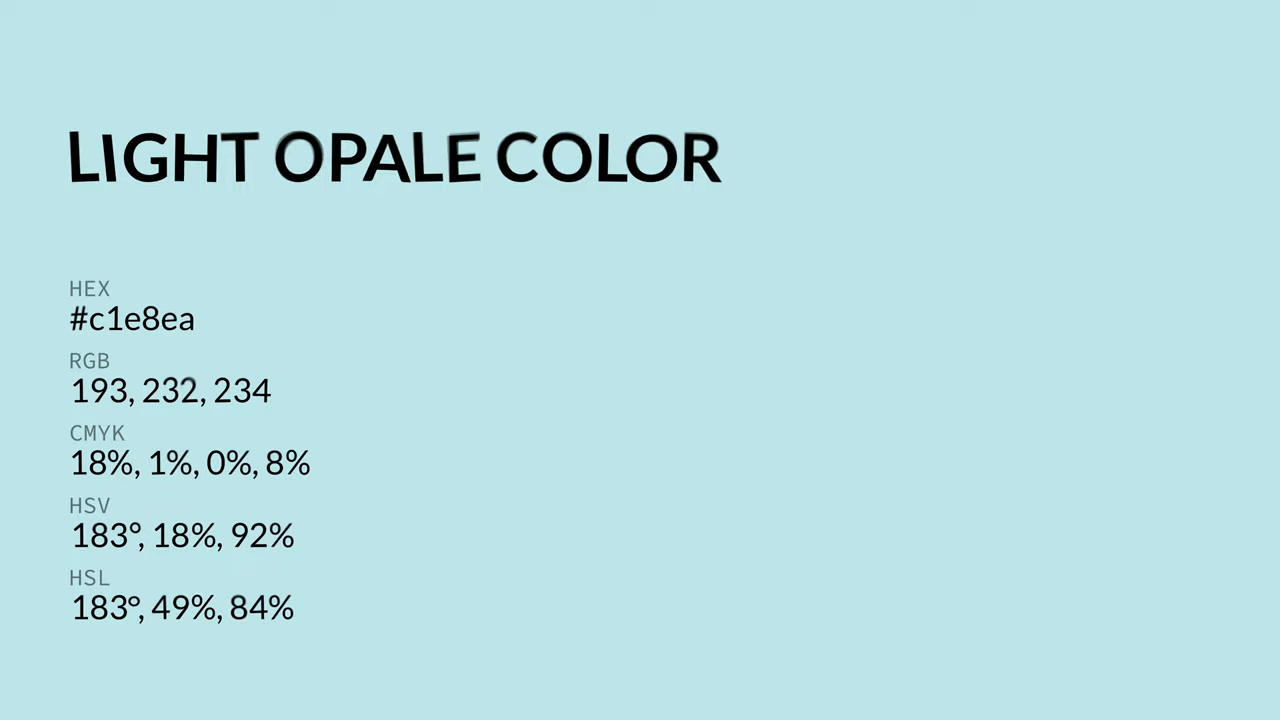 LIGHT OPALE COLOR
HEX
#c1e8ea
RGB
193, 232, 234
CMYK
18%, 1%, 0%, 8%
HSV
183°, 18%, 92%
HSL
183°, 49%, 84%